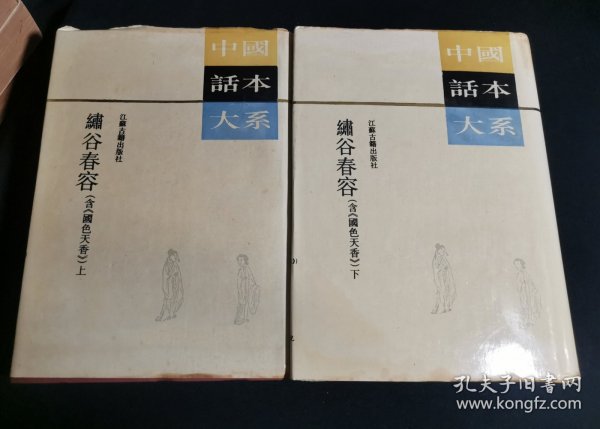 中國
話本
大系
江蘇古籍出版社
繡谷春容(含《國色天香》)上
中國
話本
大系
江蘇古籍出版社
繡谷春容(含《國色天香》)下
孔夫子旧书网
www.kongfz.com